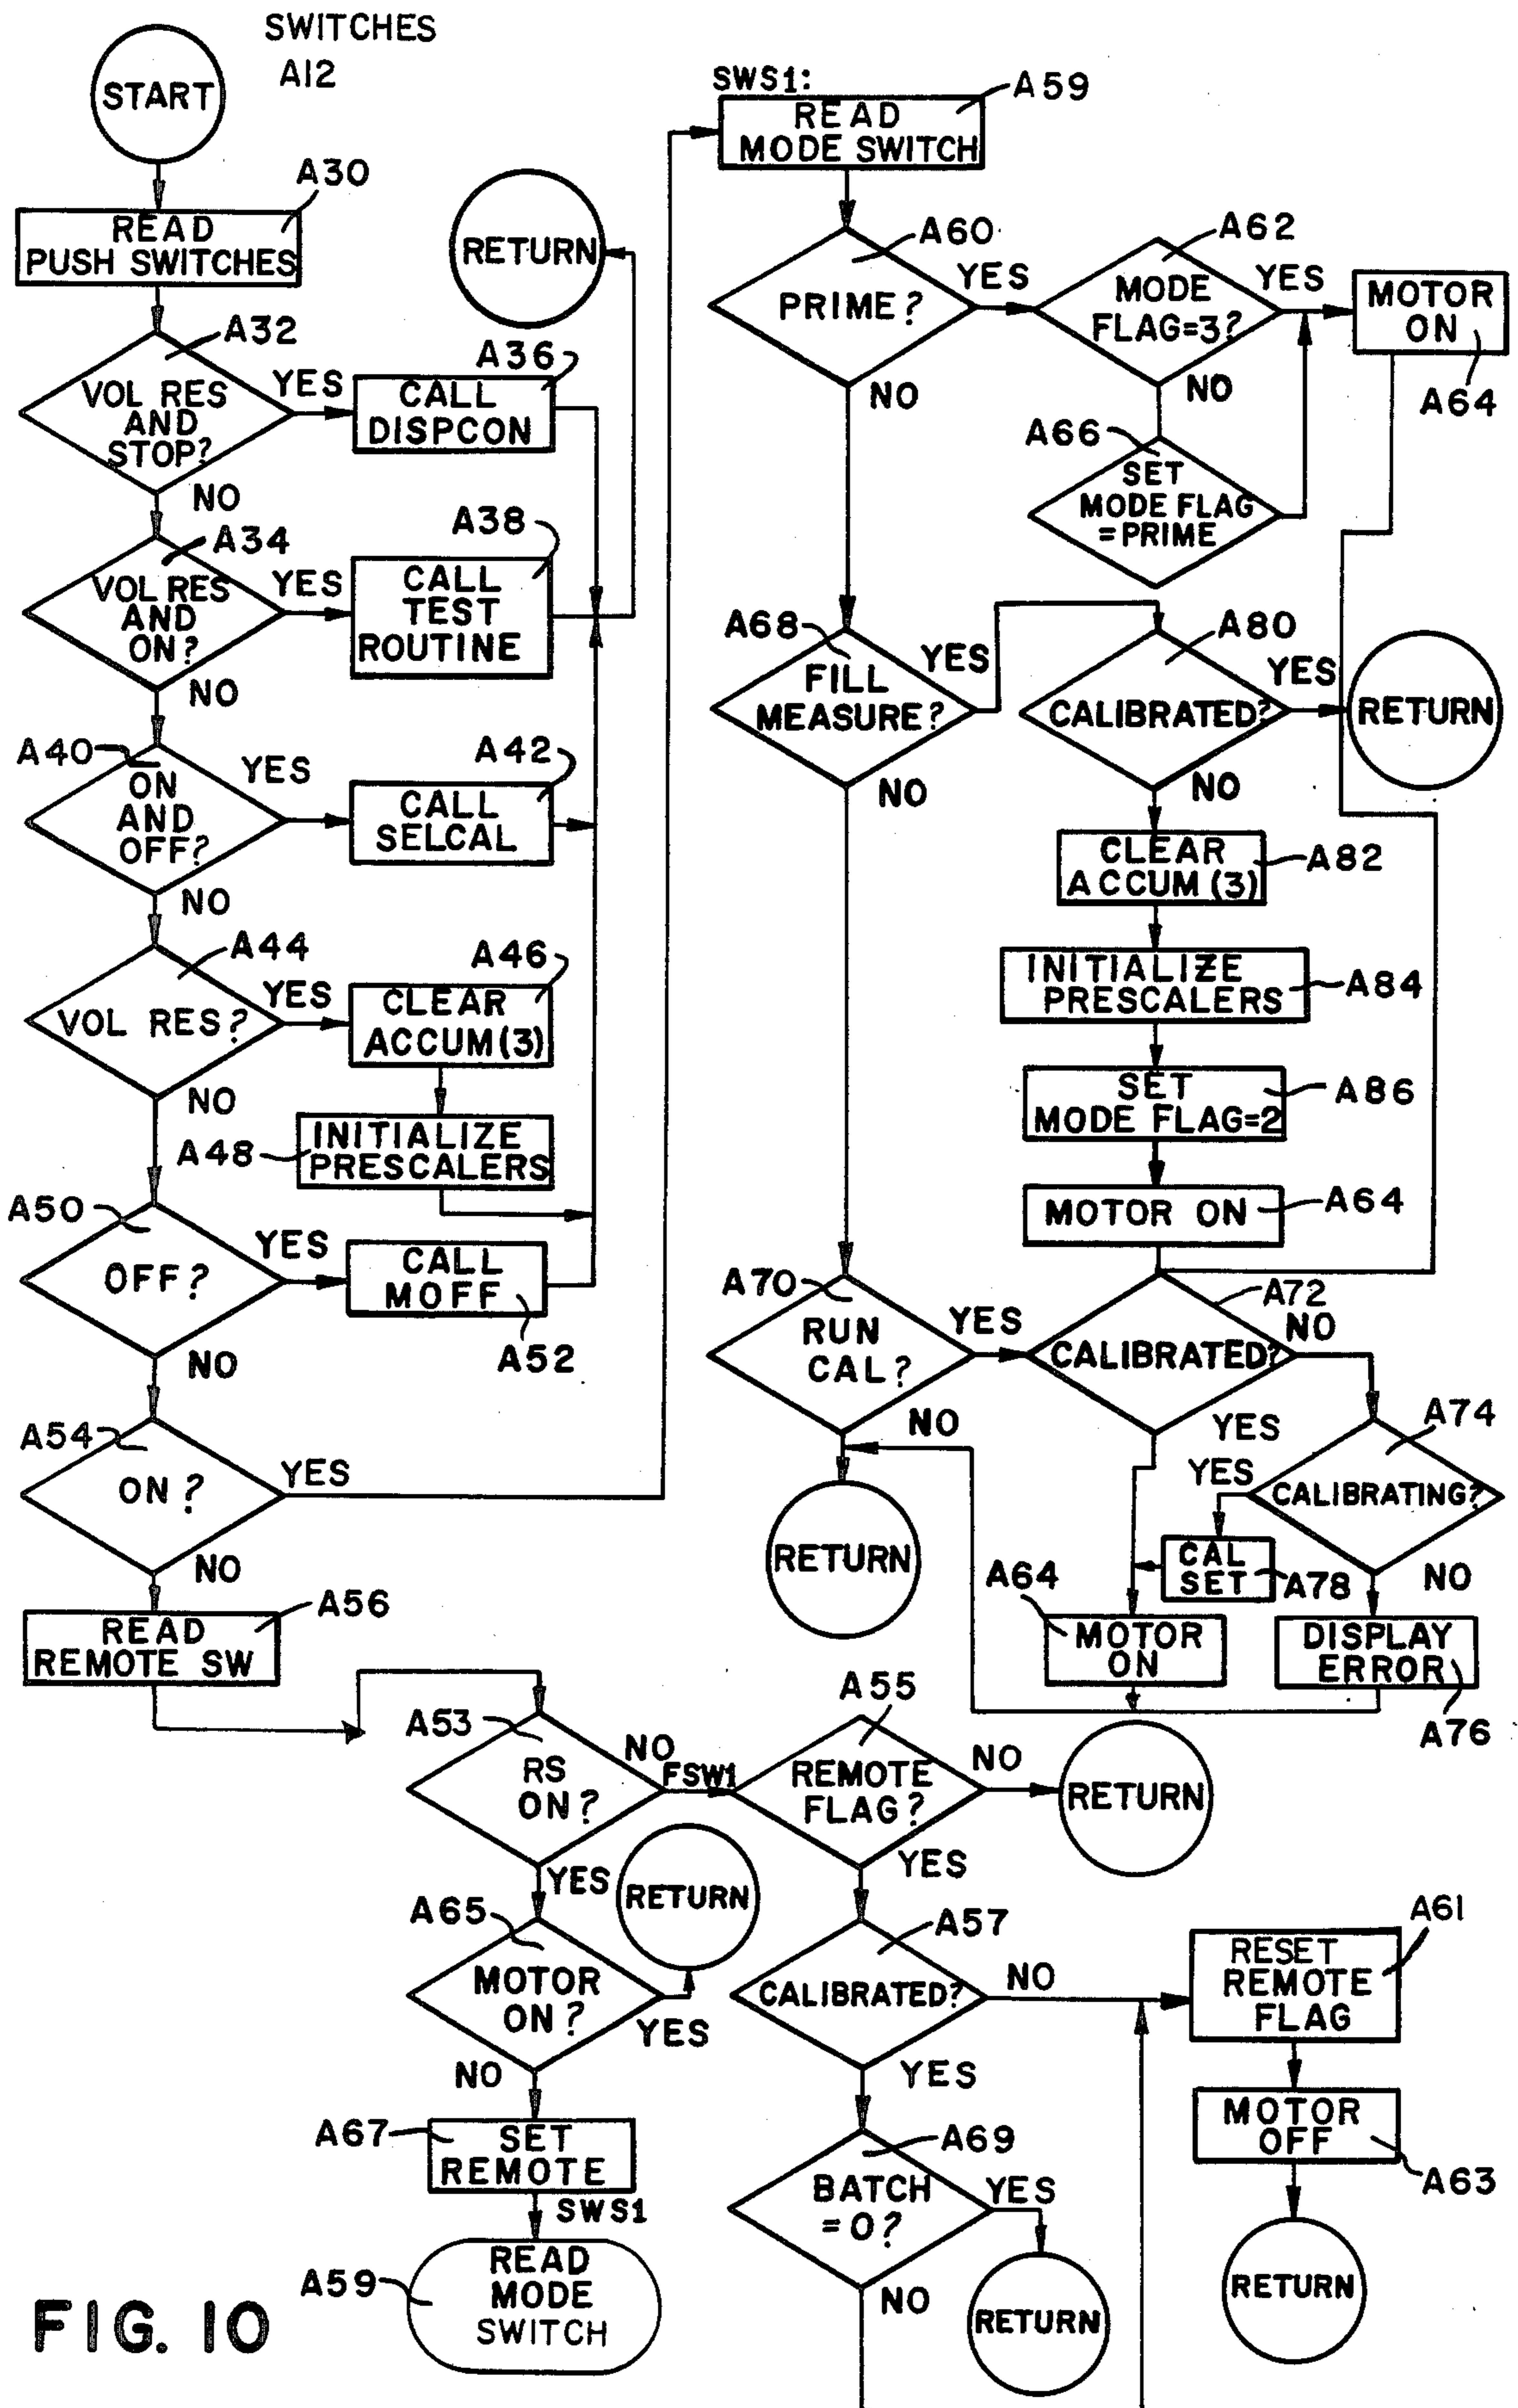 SWITCHES
A12
START
A30
READ
PUSH SWITCHES
RETURN
A32
VOL RES
AND
STOP?
YES
A36
CALL
DISPCON
NO
A34
VOL RES
AND
ON?
YES
A38
CALL
TEST
ROUTINE
NO
A40
ON
AND
OFF?
YES
A42
CALL
SELCAL
NO
A44
VOL RES?
YES
A46
CLEAR
ACCUM(3)
NO
A48
INITIALIZE
PRESCALERS
A50
OFF?
YES
CALL
MOFF
A52
NO
A54
ON?
YES
NO
A56
READ
REMOTE SW
SWS1:
A59
READ
MODE SWITCH
A60
PRIME?
YES
A62
MODE
FLAG=3?
YES
MOTOR
ON
A64
NO
NO
A66
SET
MODE FLAG
=PRIME
A68
FILL
MEASURE?
YES
A80
CALIBRATED?
YES
RETURN
NO
NO
CLEAR
ACCUM(3)
A82
INITIALIZE
PRESCALERS
A84
SET
MODE FLAG=2
A86
MOTOR ON
A64
A70
RUN
CAL?
YES
A72
CALIBRATED?
NO
NO
RETURN
YES
A74
CALIBRATING?
YES
CAL
SET
A78
NO
A64
MOTOR
ON
DISPLAY
ERROR
A76
A53
RS
ON?
NO
FSW1
A55
REMOTE
FLAG?
NO
RETURN
YES
RETURN
YES
A65
MOTOR
ON?
YES
A57
CALIBRATED?
NO
A61
RESET
REMOTE
FLAG
NO
YES
A67
SET
REMOTE
SWS1
A69
BATCH
=0?
YES
MOTOR
OFF
A63
A59
READ
MODE
SWITCH
NO
RETURN
RETURN
FIG. 10